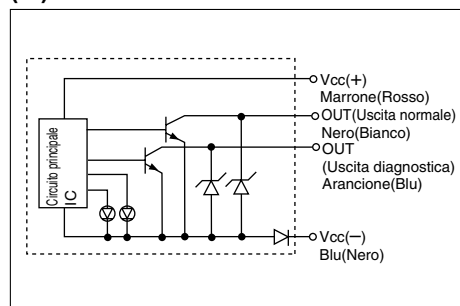 Vcc(+)
Marrone(Rosso)
OUT(Uscita normale)
Nero(Bianco)
OUT
(Uscita diagnostica)
Arancione(Blu)
Circuito principale
IC
Vcc(−)
Blu(Nero)